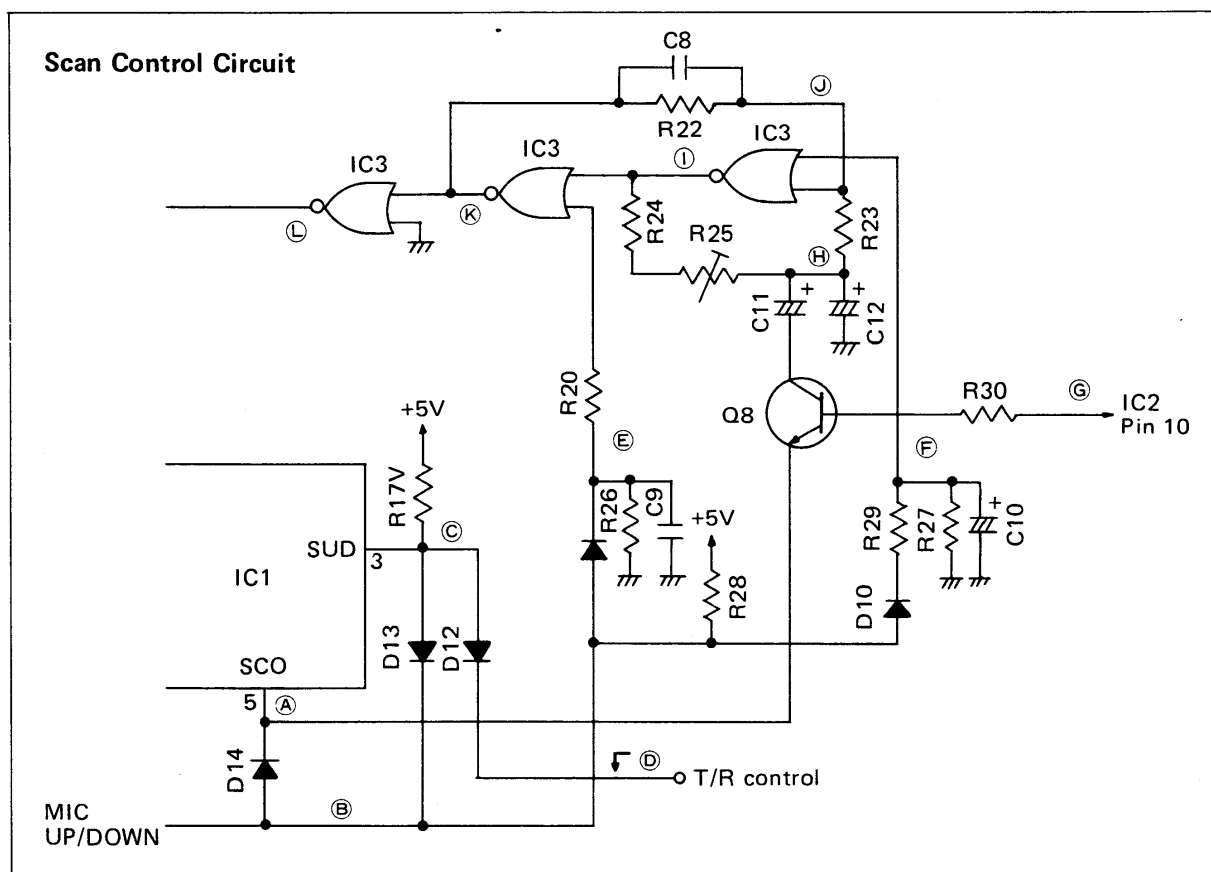 Scan Control Circuit
C8
Ⓙ
R22
IC3
IC3
IC3
Ⓘ
Ⓚ
Ⓛ
R24
R25
R23
Ⓗ
C11
+
+
C12
R20
Q8
R30
Ⓖ
IC2
Pin 10
+5V
Ⓔ
Ⓕ
R17V
R26
C9
+5V
R29
R27
+
C10
Ⓒ
SUD
3
IC1
R28
D13
D12
D10
SCO
5
Ⓐ
D14
Ⓓ
T/R control
MIC
UP/DOWN
Ⓑ